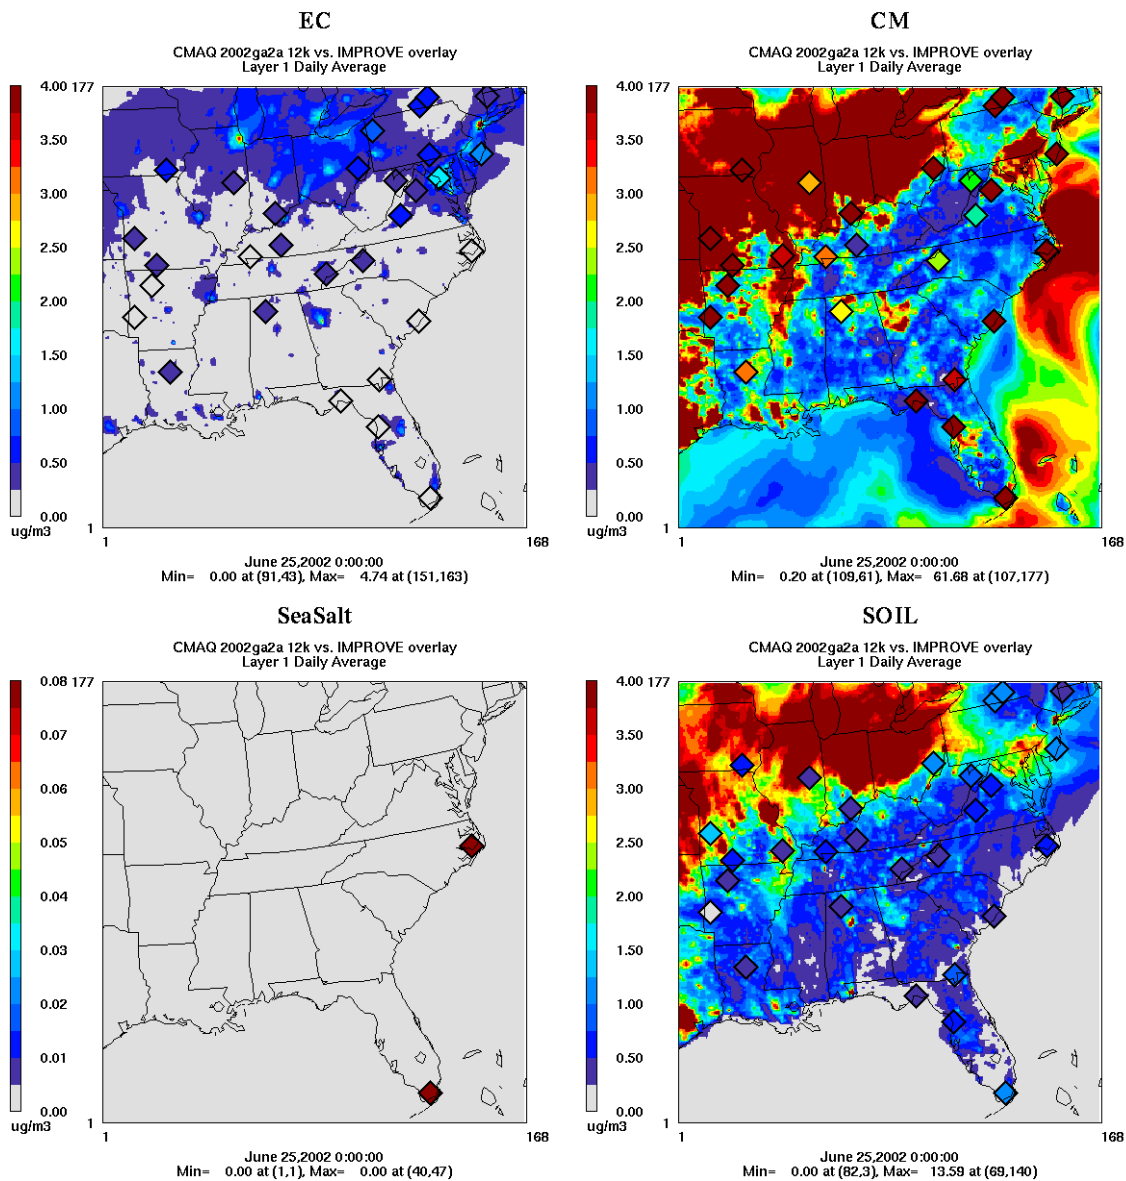 EC
CMAQ 2002ga2a 12k vs. IMPROVE overlay
Layer 1 Daily Average
4.00 177
3.50
3.00
2.50
2.00
1.50
1.00
0.50
0.00
ug/m3
1
1 168
June 25,2002 0:00:00
Min= 0.00 at (91,43), Max= 4.74 at (151,163)
CM
CMAQ 2002ga2a 12k vs. IMPROVE overlay
Layer 1 Daily Average
4.00 177
3.50
3.00
2.50
2.00
1.50
1.00
0.50
0.00
ug/m3
1
1 168
June 25,2002 0:00:00
Min= 0.20 at (109,61), Max= 61.68 at (107,177)
SeaSalt
CMAQ 2002ga2a 12k vs. IMPROVE overlay
Layer 1 Daily Average
0.08 177
0.07
0.06
0.05
0.04
0.03
0.02
0.01
0.00
ug/m3
1
1 168
June 25,2002 0:00:00
Min= 0.00 at (1,1), Max= 0.00 at (40,47)
SOIL
CMAQ 2002ga2a 12k vs. IMPROVE overlay
Layer 1 Daily Average
4.00 177
3.50
3.00
2.50
2.00
1.50
1.00
0.50
0.00
ug/m3
1
1 168
June 25,2002 0:00:00
Min= 0.00 at (82,3), Max= 13.59 at (69,140)